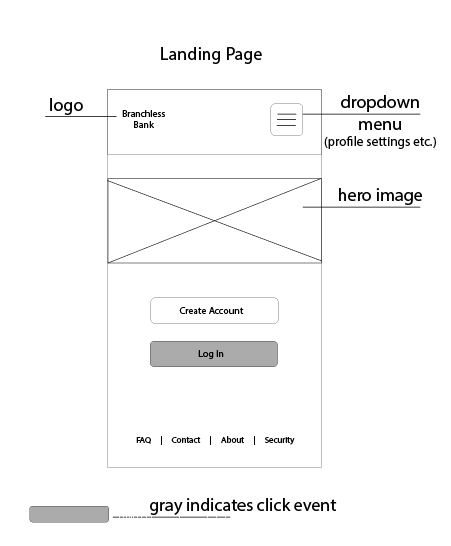 Landing Page
logo
Branchless
Bank
dropdown
menu
(profile settings etc.)
hero image
Create Account
Log In
FAQ | Contact | About | Security
gray indicates click event